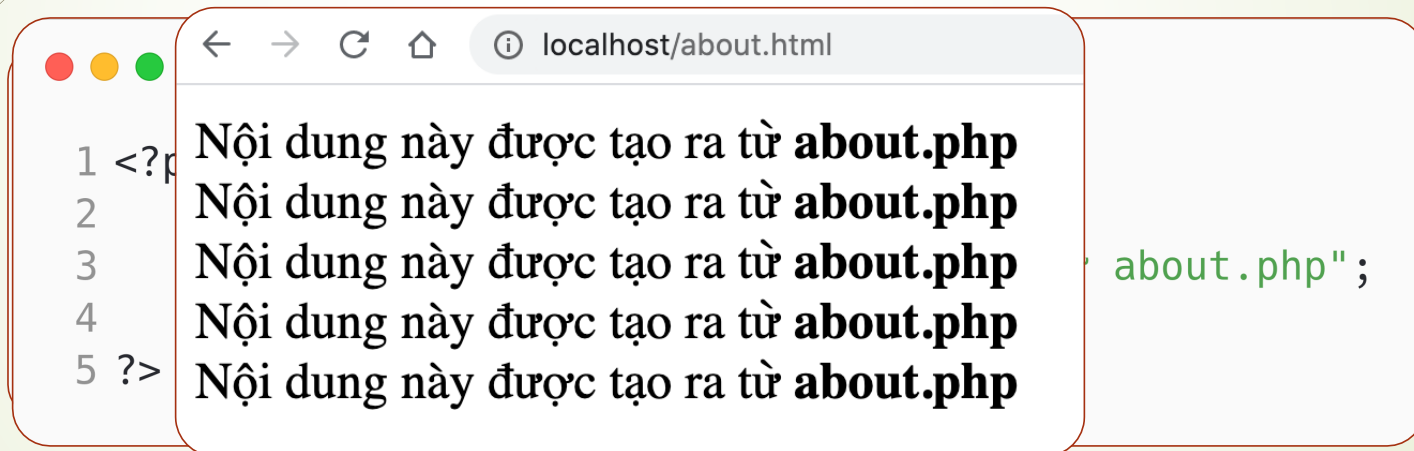 localhost/about.html
Nội dung này được tạo ra từ about.php
1 <?p
Nội dung này được tạo ra từ about.php
2
Nội dung này được tạo ra từ about.php
3 about.php";
Nội dung này được tạo ra từ about.php
4
Nội dung này được tạo ra từ about.php
5 ?>